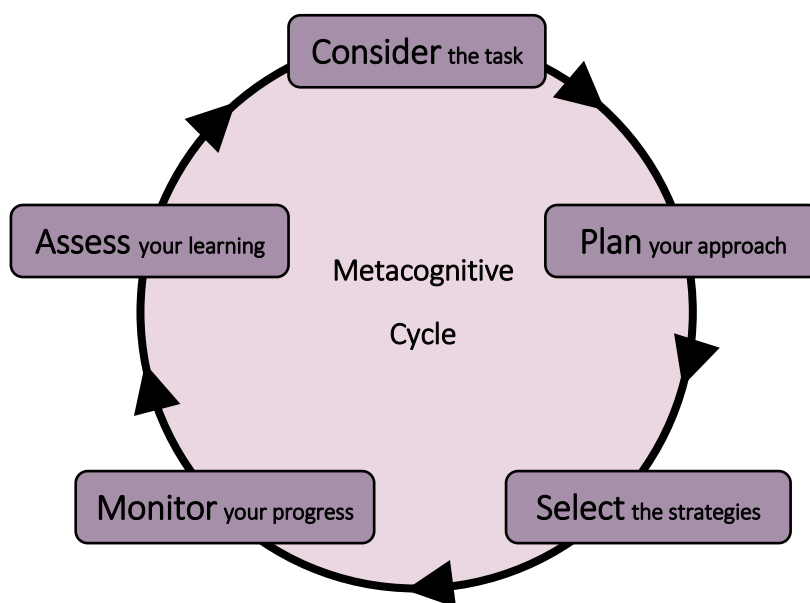 Consider the task
Assess your learning
Plan your approach
Metacognitive
Cycle
Monitor your progress
Select the strategies